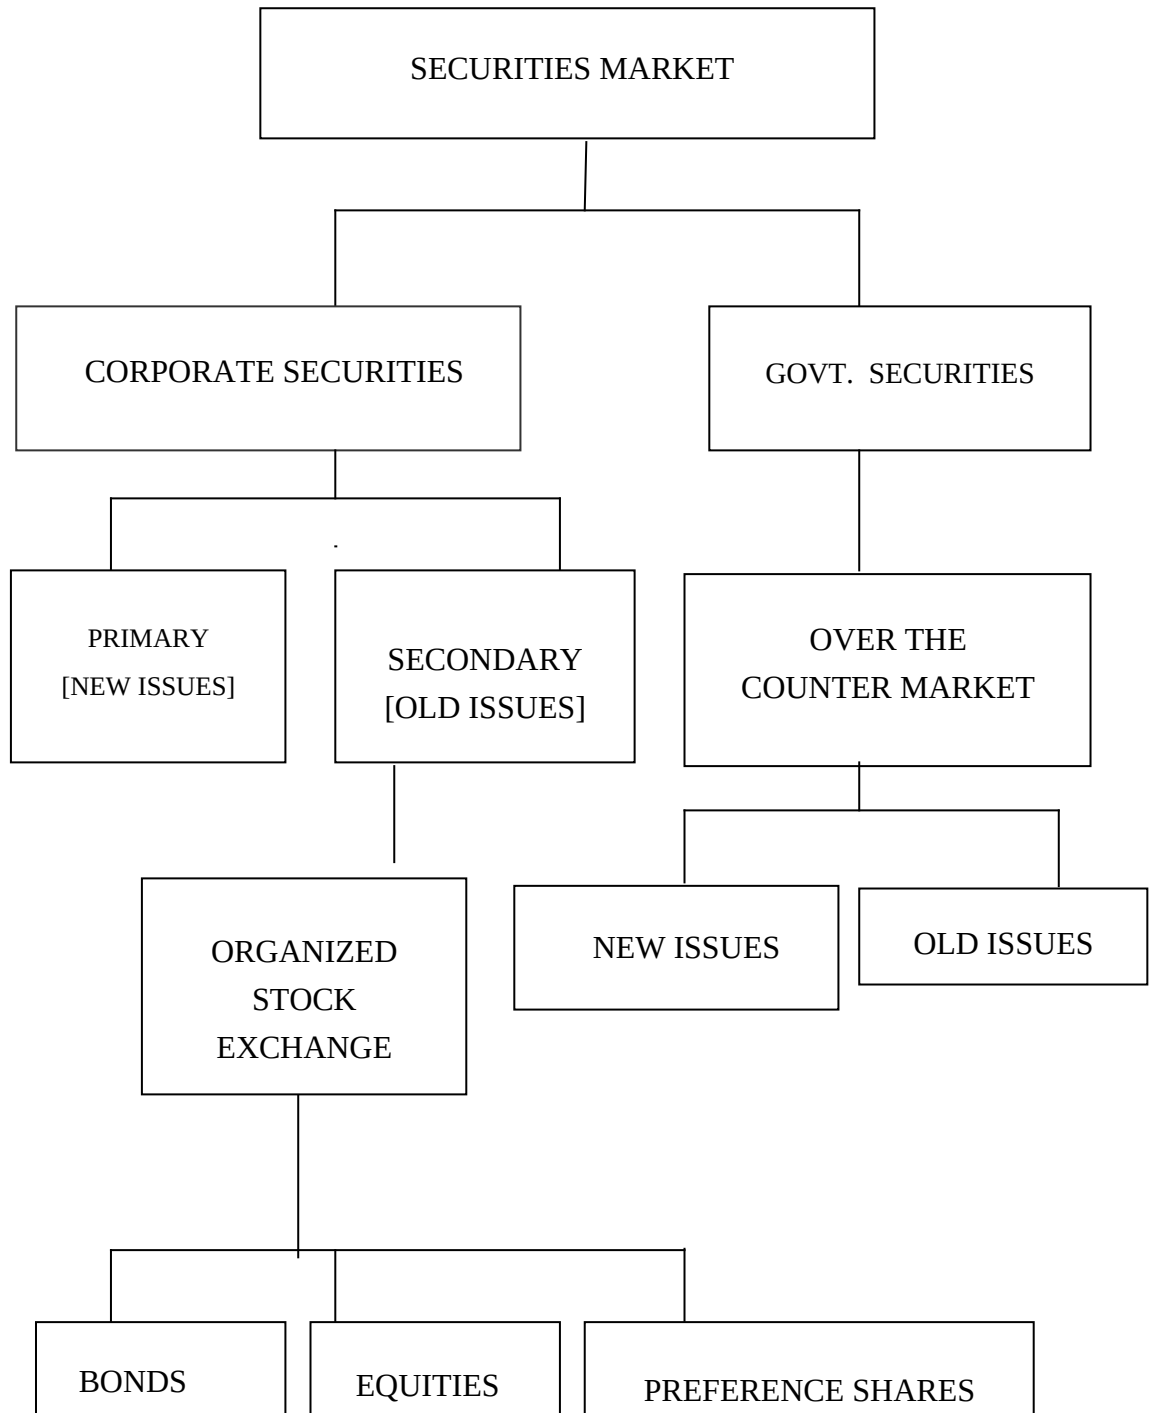 SECURITIES MARKET
CORPORATE SECURITIES
GOVT. SECURITIES
PRIMARY
[NEW ISSUES]
SECONDARY
[OLD ISSUES]
OVER THE
COUNTER MARKET
ORGANIZED
STOCK
EXCHANGE
NEW ISSUES
OLD ISSUES
BONDS
EQUITIES
PREFERENCE SHARES